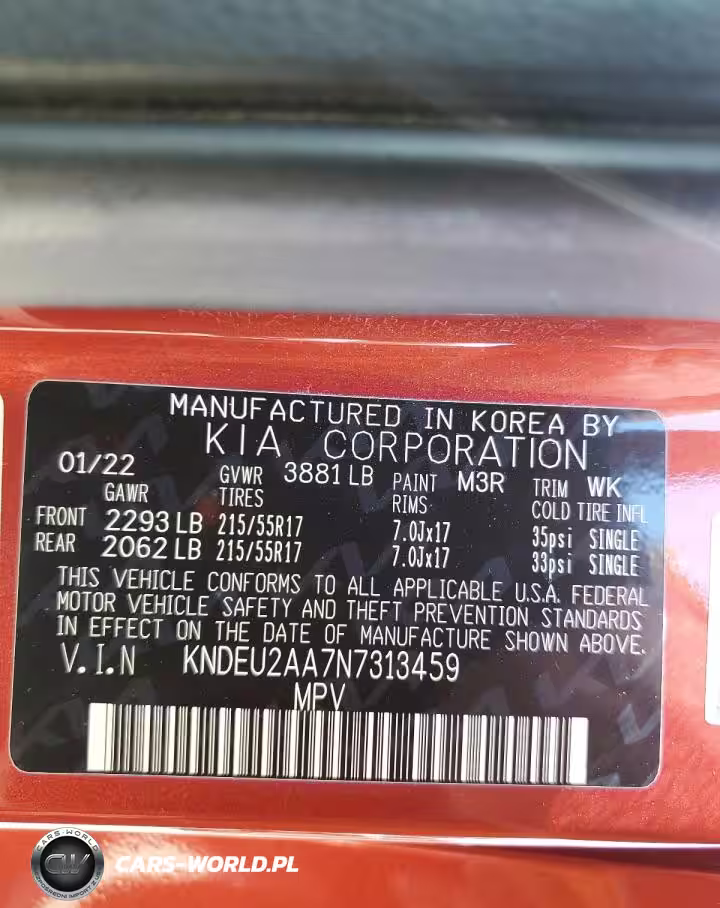 MANUFACTURED IN KOREA BY
KIA CORPORATION
01/22 GVWR 3881 LB PAINT M3R TRIM WK
GAWR TIRES RIMS COLD TIRE INFL
FRONT 2293 LB 215/55R17 7.0Jx17 35psi SINGLE
REAR 2062 LB 215/55R17 7.0Jx17 33psi SINGLE
THIS VEHICLE CONFORMS TO ALL APPLICABLE U.S.A. FEDERAL
MOTOR VEHICLE SAFETY AND THEFT PREVENTION STANDARDS
IN EFFECT ON THE DATE OF MANUFACTURE SHOWN ABOVE.
V.I.N KNDEU2AA7N7313459
MPV
CARS-WORLD
CW
CARS-WORLD.PL